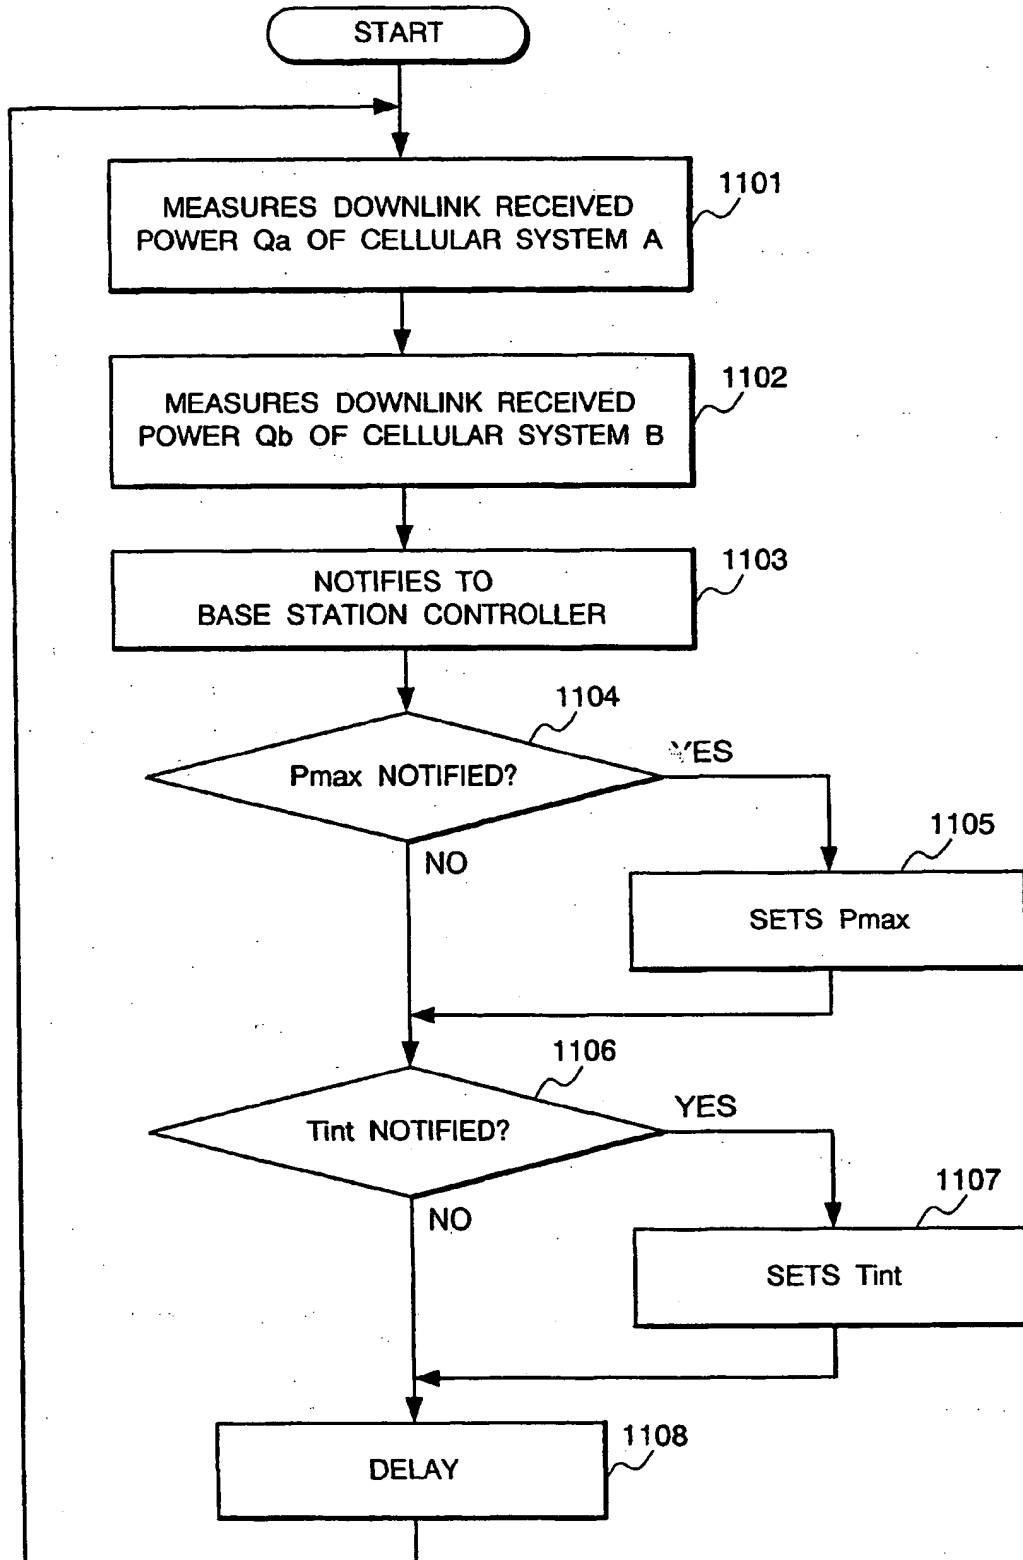 START
1101
MEASURES DOWNLINK RECEIVED
POWER Qa OF CELLULAR SYSTEM A
1102
MEASURES DOWNLINK RECEIVED
POWER Qb OF CELLULAR SYSTEM B
1103
NOTIFIES TO
BASE STATION CONTROLLER
1104
Pmax NOTIFIED?
YES
NO
1105
SETS Pmax
1106
Tint NOTIFIED?
YES
NO
1107
SETS Tint
1108
DELAY